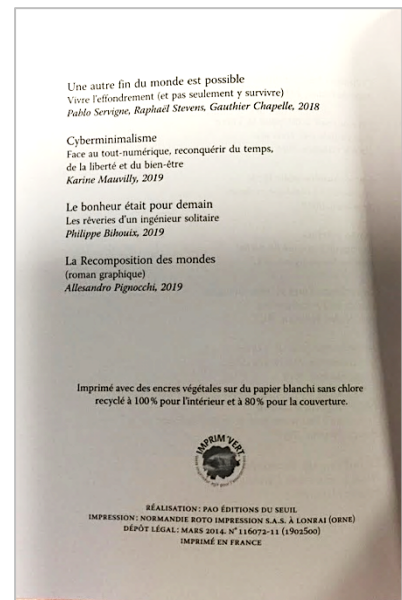 Une autre fin du monde est possible
Vivre l'effondrement (et pas seulement y survivre)
Pablo Servigne, Raphaël Stevens, Gauthier Chapelle, 2018
Cyberminimalisme
Face au tout-numérique, reconquérir du temps,
de la liberté et du bien-être
Karine Mauvilly, 2019
Le bonheur était pour demain
Les rêveries d'un ingénieur solitaire
Philippe Bihouix, 2019
La Recomposition des mondes
(roman graphique)
Allesandro Pignocchi, 2019
Imprimé avec des encres végétales sur du papier blanchi sans chlore
recyclé à 100 % pour l'intérieur et à 80 % pour la couverture.
IMPRIM'VERT
RÉALISATION : PAO ÉDITIONS DU SEUIL
IMPRESSION : NORMANDIE ROTO IMPRESSION S.A.S. À LONRAI (ORNE)
DÉPÔT LÉGAL : MARS 2014. N° 116072-11 (1902500)
IMPRIMÉ EN FRANCE